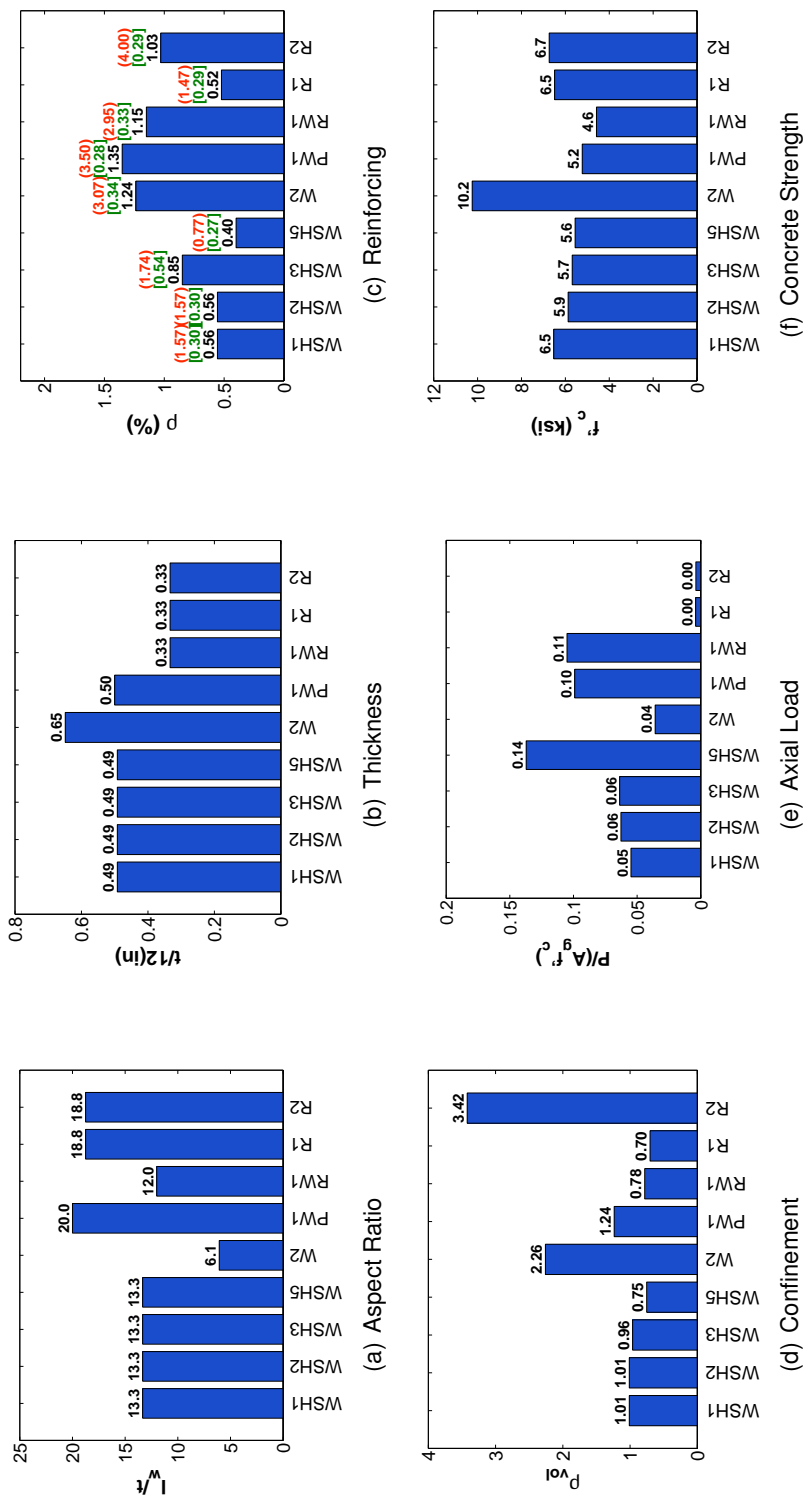 25
20
15
10
5
0
l_w/t
13.3
13.3
13.3
13.3
6.1
20.0
12.0
18.8
18.8
WSH1
WSH2
WSH3
WSH5
W2
PW1
RW1
R1
R2
(a) Aspect Ratio
0.8
0.6
0.4
0.2
0
t/12(in)
0.49
0.49
0.49
0.49
0.65
0.50
0.33
0.33
0.33
WSH1
WSH2
WSH3
WSH5
W2
PW1
RW1
R1
R2
(b) Thickness
2
1.5
1
0.5
0
ρ (%)
(1.57)
[0.30]
0.56
(1.57)
[0.30]
0.56
(1.74)
[0.54]
0.85
(0.77)
[0.27]
0.40
(3.07)
[0.34]
1.24
(3.50)
[0.28]
1.35
(2.95)
[0.33]
1.15
(1.47)
[0.29]
0.52
(4.00)
[0.29]
1.03
WSH1
WSH2
WSH3
WSH5
W2
PW1
RW1
R1
R2
(c) Reinforcing
4
3
2
1
0
ρ_vol
1.01
1.01
0.96
0.75
2.26
1.24
0.78
0.70
3.42
WSH1
WSH2
WSH3
WSH5
W2
PW1
RW1
R1
R2
(d) Confinement
0.2
0.15
0.1
0.05
0
P/(A_g f'_c)
0.05
0.06
0.06
0.14
0.04
0.10
0.11
0.00
0.00
WSH1
WSH2
WSH3
WSH5
W2
PW1
RW1
R1
R2
(e) Axial Load
12
10
8
6
4
2
0
f'_c (ksi)
6.5
5.9
5.7
5.6
10.2
5.2
4.6
6.5
6.7
WSH1
WSH2
WSH3
WSH5
W2
PW1
RW1
R1
R2
(f) Concrete Strength